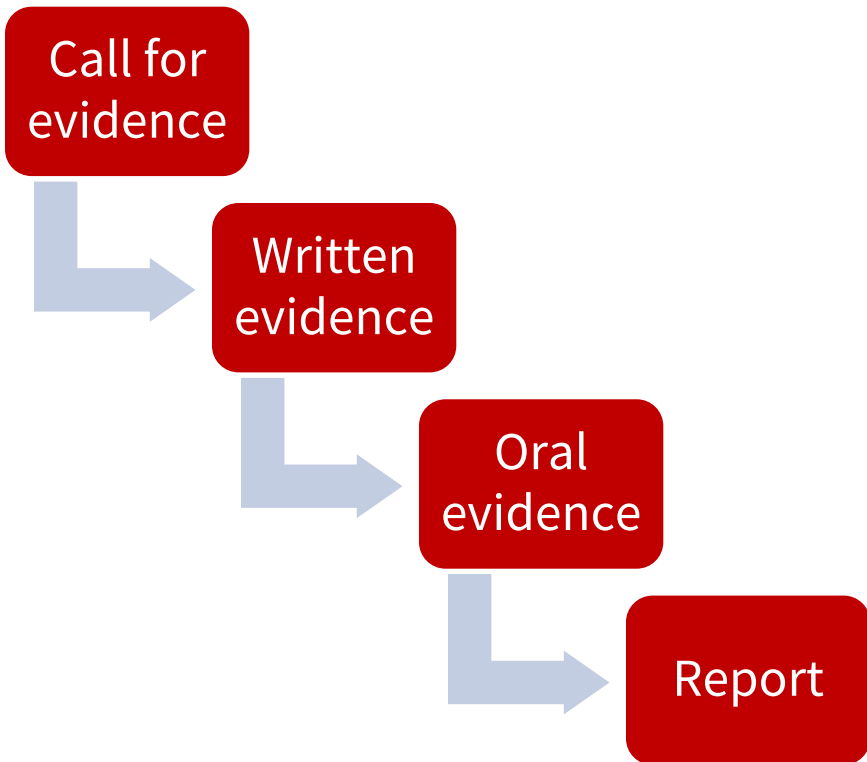 Call for
evidence
Written
evidence
Oral
evidence
Report